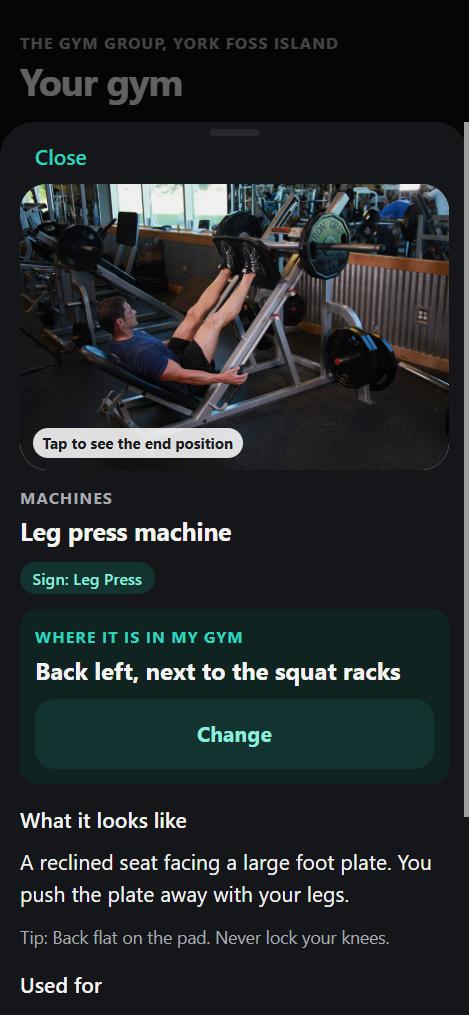 THE GYM GROUP, YORK FOSS ISLAND
Your gym
Close
Tap to see the end position
MACHINES
Leg press machine
Sign: Leg Press
WHERE IT IS IN MY GYM
Back left, next to the squat racks
Change
What it looks like
A reclined seat facing a large foot plate. You
push the plate away with your legs.
Tip: Back flat on the pad. Never lock your knees.
Used for